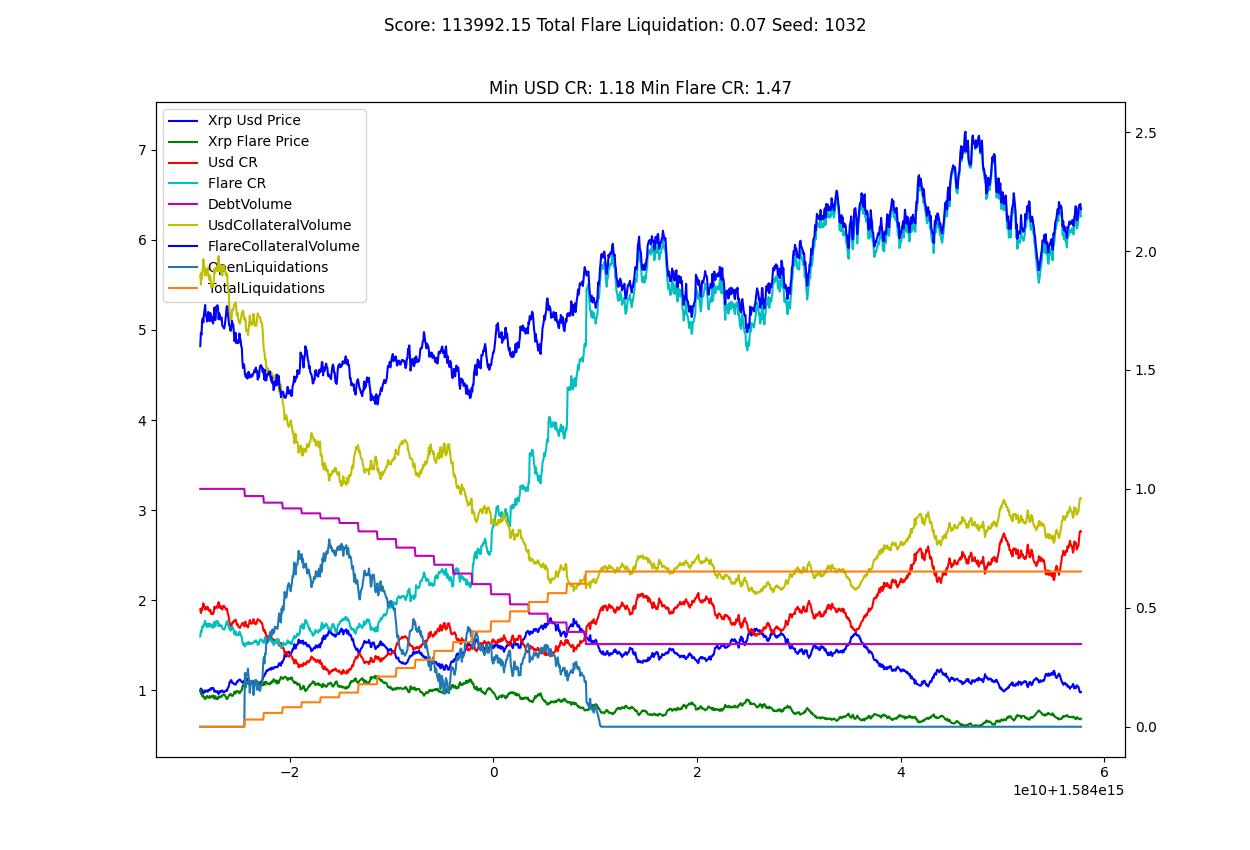 Score: 113992.15 Total Flare Liquidation: 0.07 Seed: 1032
Min USD CR: 1.18 Min Flare CR: 1.47
Xrp Usd Price
Xrp Flare Price
Usd CR
Flare CR
DebtVolume
UsdCollateralVolume
FlareCollateralVolume
OpenLiquidations
TotalLiquidations
7
6
5
4
3
2
1
2.5
2.0
1.5
1.0
0.5
0.0
−2
0
2
4
6
1e10+1.584e15